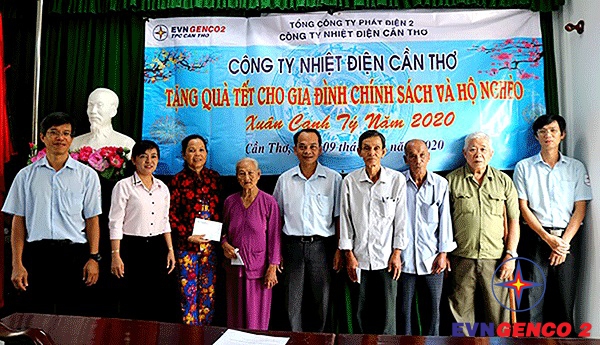 EVNGENCO2
TPC CẦN THƠ
TỔNG CÔNG TY PHÁT ĐIỆN 2
CÔNG TY NHIỆT ĐIỆN CẦN THƠ
CÔNG TY NHIỆT ĐIỆN CẦN THƠ
TẶNG QUÀ TẾT CHO GIA ĐÌNH CHÍNH SÁCH VÀ HỘ NGHÈO
Xuân Canh Tý Năm 2020
Cần Thơ, 09 2020
EVNGENCO 2